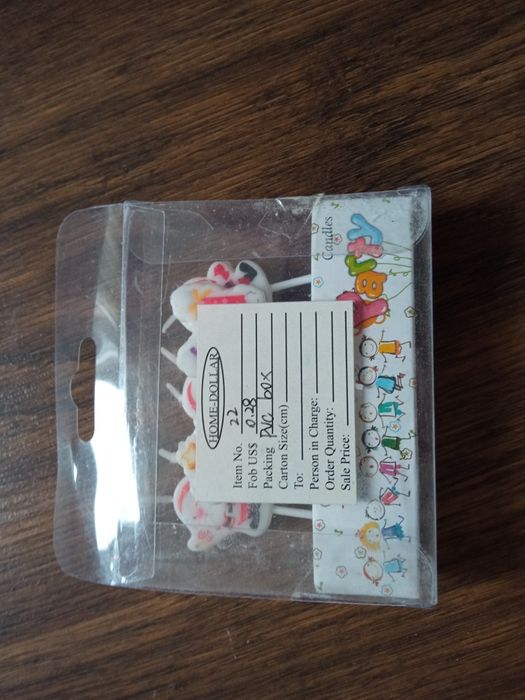 HOME-DOLLAR
Item No. 22
Fob US$ 0.28
Packing PVC box
Carton Size(cm)
To:
Person in Charge:
Order Quantity:
Sale Price:
Candles